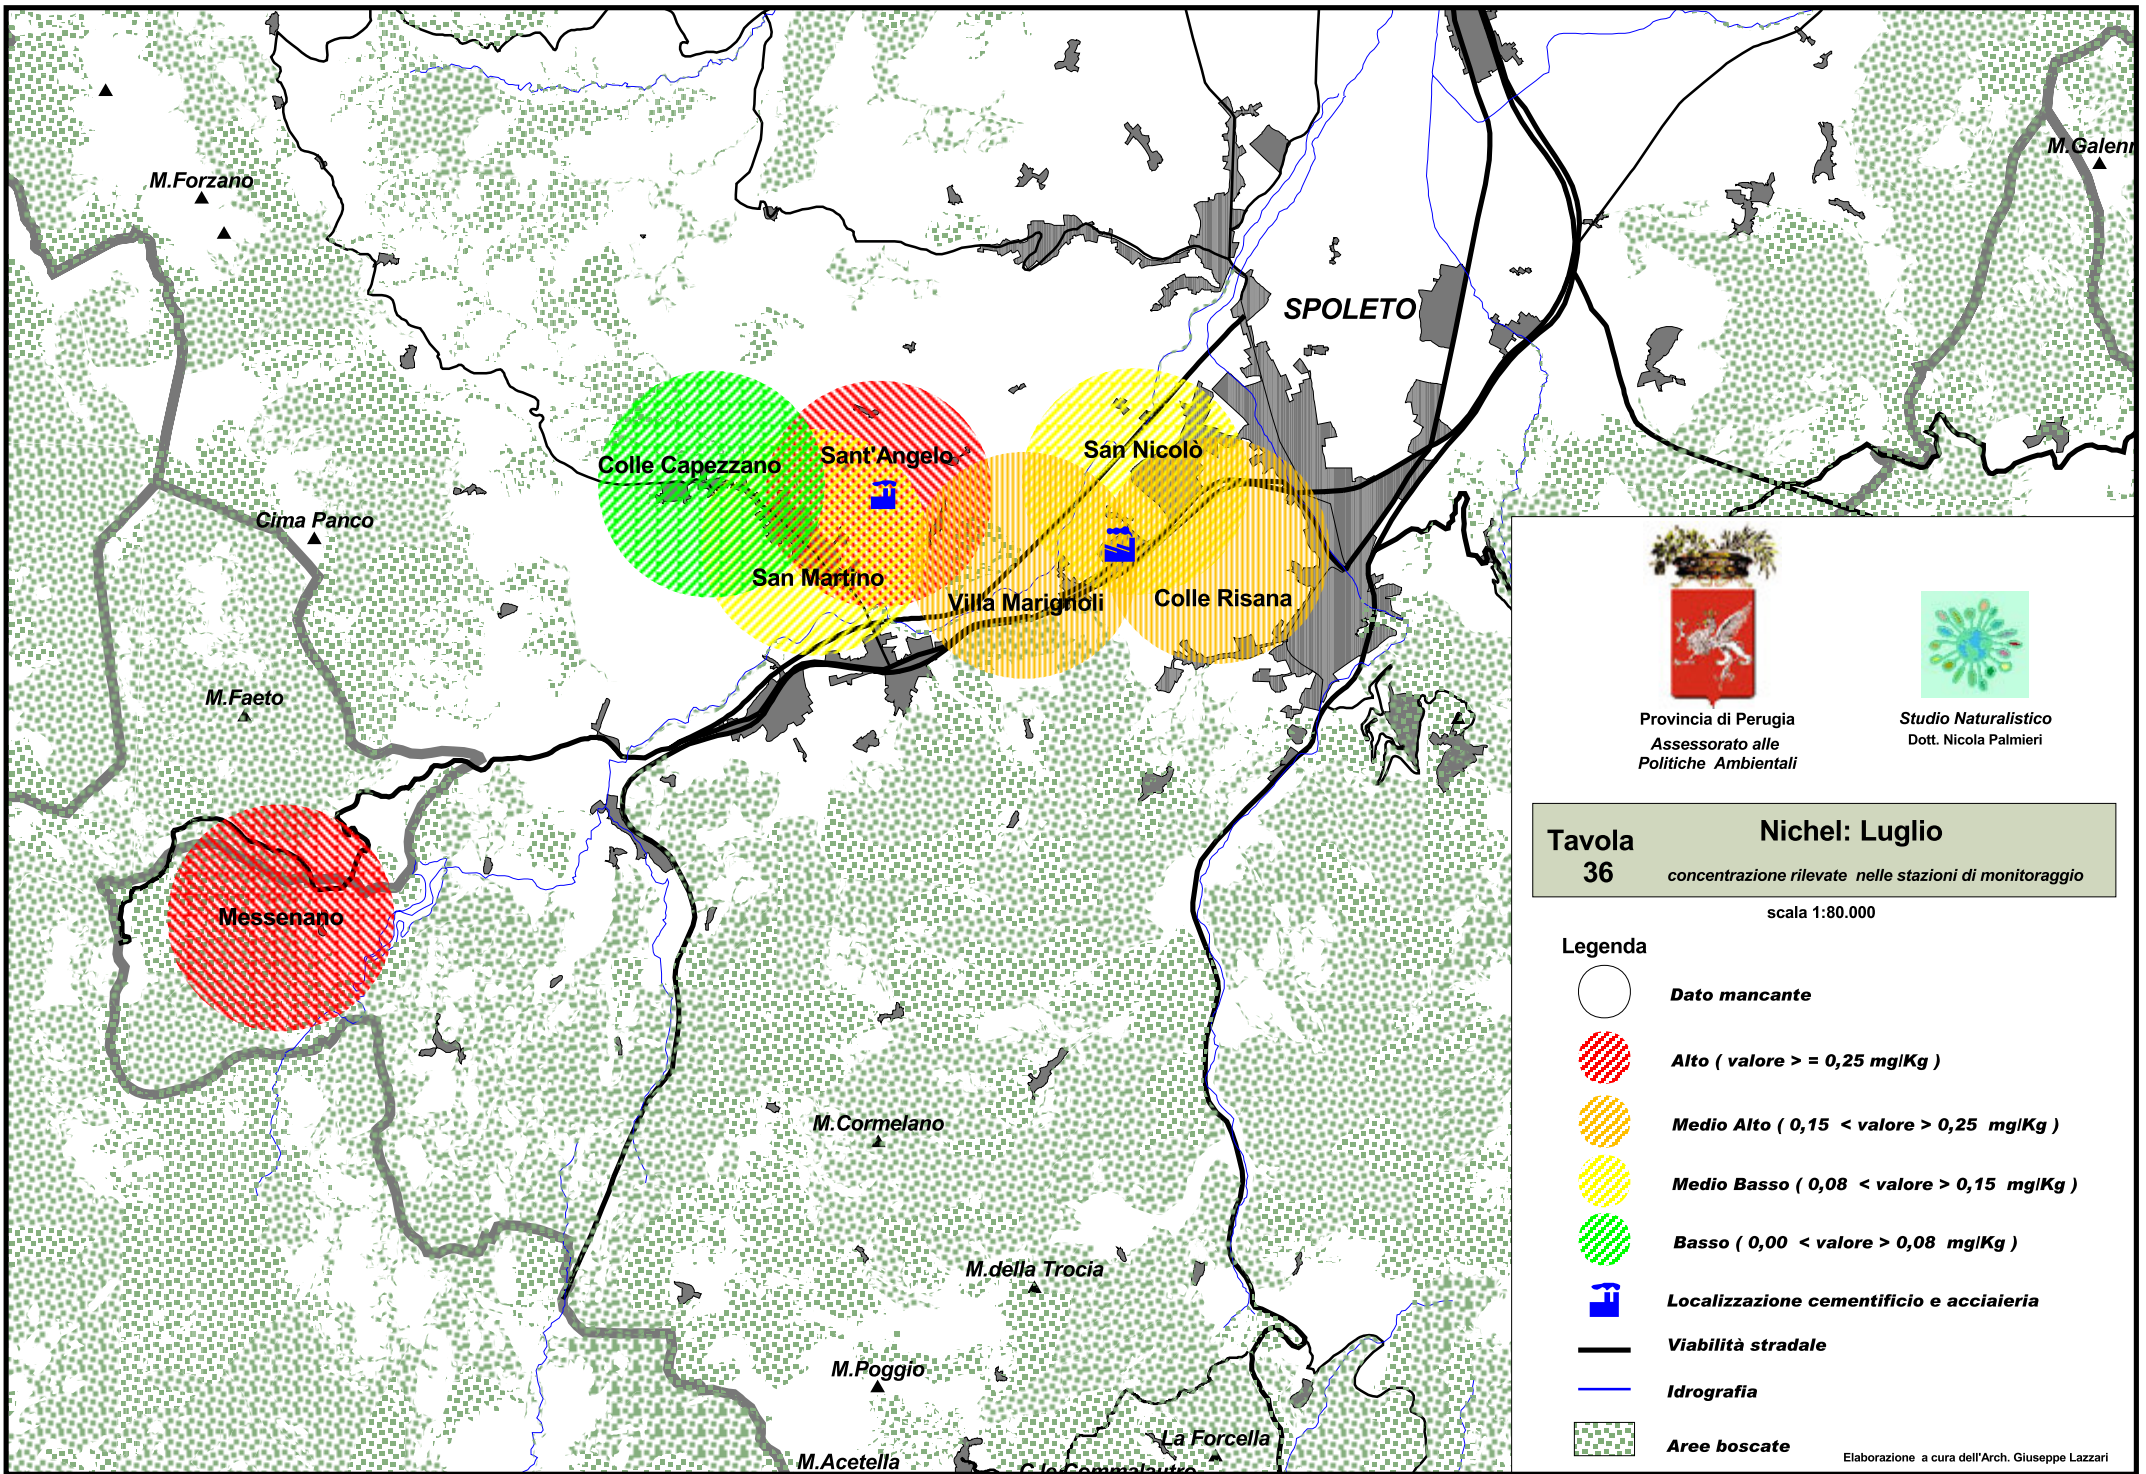 M.Forzano
M.Galenn
SPOLETO
Sant'Angelo
San Nicolò
Colle Capezzano
Cima Panco
San Martino
Villa Marignoli
Colle Risana
M.Faeto
Messenano
M.Cormelano
M.della Trocia
M.Poggio
La Forcella
M.Acetella
Provincia di Perugia
Assessorato alle
Politiche Ambientali
Studio Naturalistico
Dott. Nicola Palmieri
Tavola
36
Nichel: Luglio
concentrazione rilevate nelle stazioni di monitoraggio
scala 1:80.000
Legenda
Dato mancante
Alto ( valore > = 0,25 mg/Kg )
Medio Alto ( 0,15 < valore > 0,25 mg/Kg )
Medio Basso ( 0,08 < valore > 0,15 mg/Kg )
Basso ( 0,00 < valore > 0,08 mg/Kg )
Localizzazione cementificio e acciaieria
Viabilità stradale
Idrografia
Aree boscate
Elaborazione a cura dell'Arch. Giuseppe Lazzari